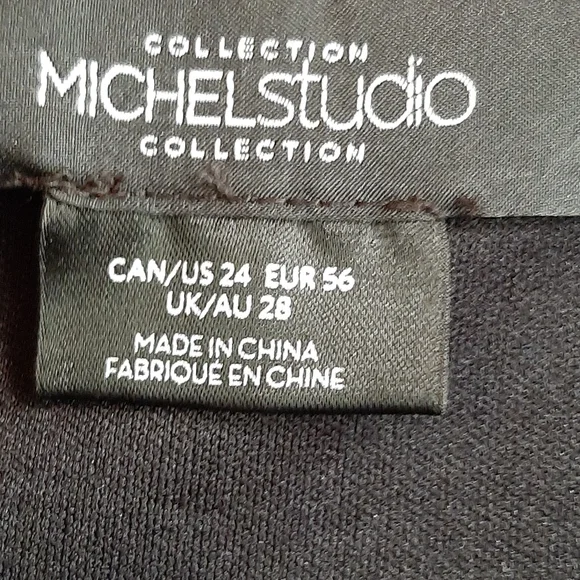 COLLECTION
MICHELStudio
COLLECTION
CAN/US 24 EUR 56
UK/AU 28
MADE IN CHINA
FABRIQUÉ EN CHINE